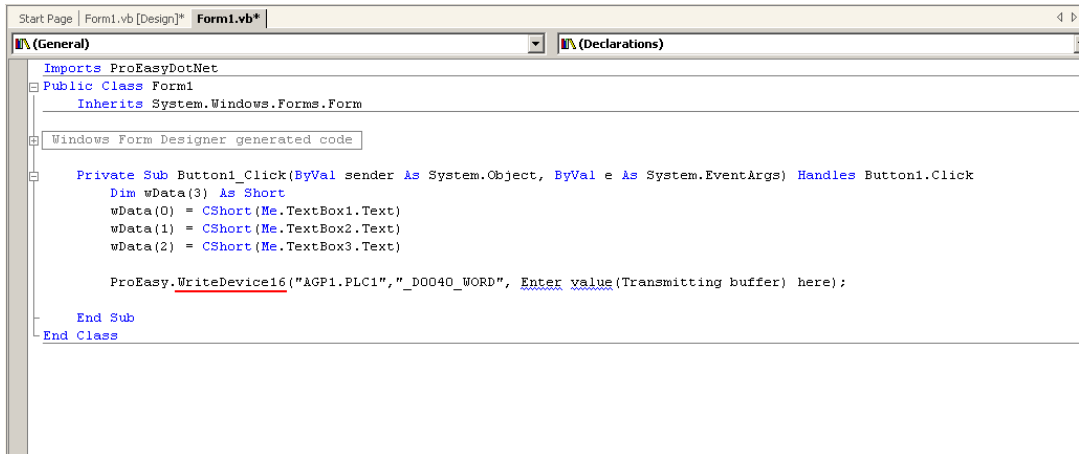 Start Page Form1.vb [Design]* Form1.vb*
(General) (Declarations)
Imports ProEasyDotNet
Public Class Form1
Inherits System.Windows.Forms.Form
Windows Form Designer generated code
Private Sub Button1_Click(ByVal sender As System.Object, ByVal e As System.EventArgs) Handles Button1.Click
Dim wData(3) As Short
wData(0) = CShort(Me.TextBox1.Text)
wData(1) = CShort(Me.TextBox2.Text)
wData(2) = CShort(Me.TextBox3.Text)
ProEasy.WriteDevice16("AGP1.PLC1","_D0040_WORD", Enter value(Transmitting buffer) here);
End Sub
End Class